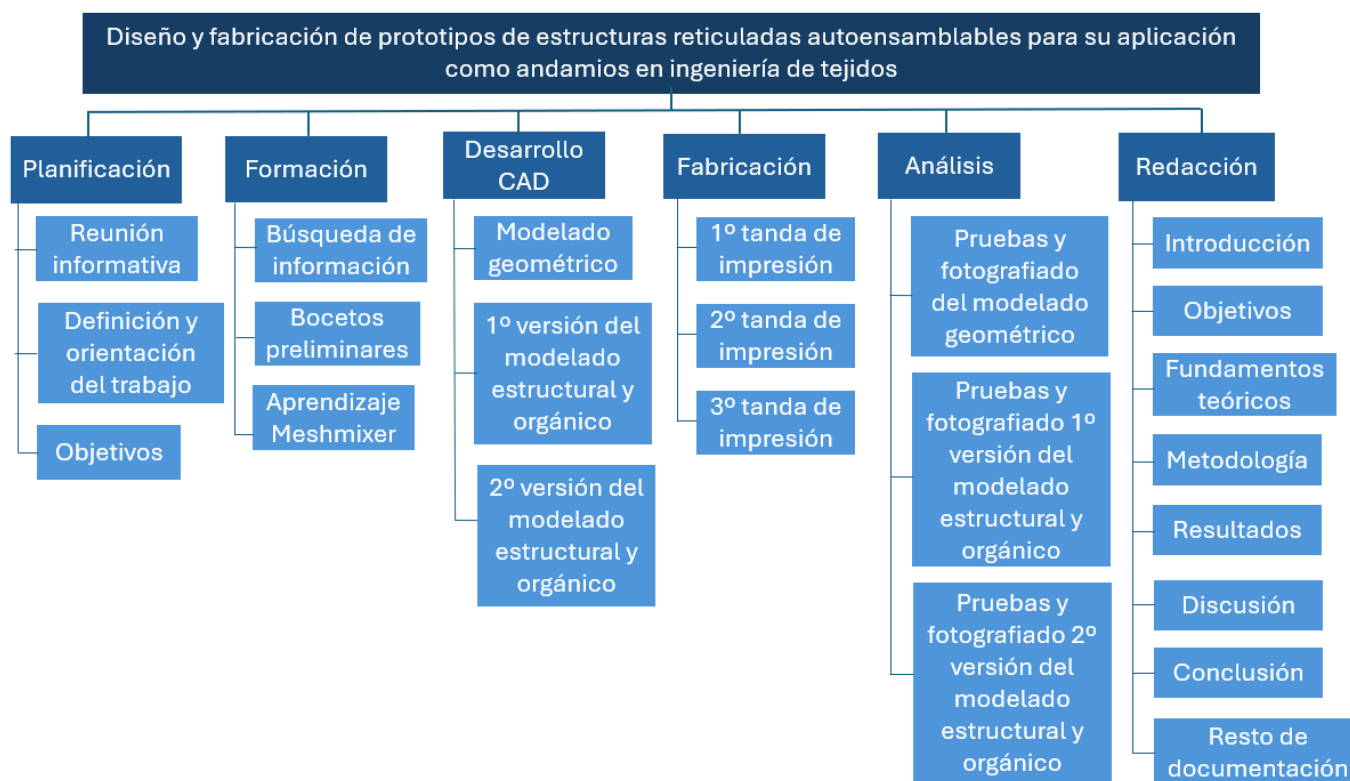 Diseño y fabricación de prototipos de estructuras reticuladas autoensamblables para su aplicación
como andamios en ingeniería de tejidos
Planificación
Reunión
informativa
Definición y
orientación
del trabajo
Objetivos
Formación
Búsqueda de
información
Bocetos
preliminares
Aprendizaje
Meshmixer
Desarrollo
CAD
Modelado
geométrico
1º versión del
modelado
estructural y
orgánico
2º versión del
modelado
estructural y
orgánico
Fabricación
1º tanda de
impresión
2º tanda de
impresión
3º tanda de
impresión
Análisis
Pruebas y
fotografiado
del modelado
geométrico
Pruebas y
fotografiado 1º
versión del
modelado
estructural y
orgánico
Pruebas y
fotografiado 2º
versión del
modelado
estructural y
orgánico
Redacción
Introducción
Objetivos
Fundamentos
teóricos
Metodología
Resultados
Discusión
Conclusión
Resto de
documentación